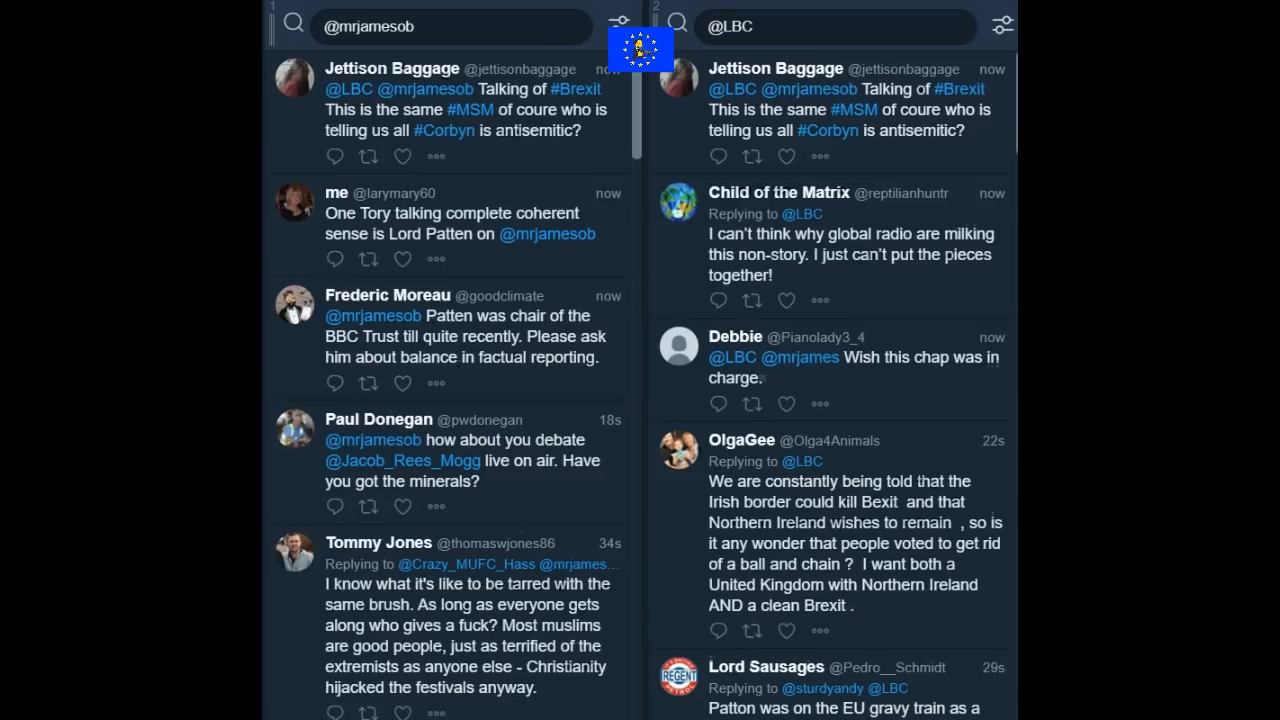 1
@mrjamesob
Jettison Baggage @jettisonbaggage now
@LBC @mrjamesob Talking of #Brexit
This is the same #MSM of coure who is
telling us all #Corbyn is antisemitic?
me @larymary60 now
One Tory talking complete coherent
sense is Lord Patten on @mrjamesob
Frederic Moreau @goodclimate now
@mrjamesob Patten was chair of the
BBC Trust till quite recently. Please ask
him about balance in factual reporting.
Paul Donegan @pwdonegan 18s
@mrjamesob how about you debate
@Jacob_Rees_Mogg live on air. Have
you got the minerals?
Tommy Jones @thomaswjones86 34s
Replying to @Crazy_MUFC_Hass @mrjames...
I know what it's like to be tarred with the
same brush. As long as everyone gets
along who gives a fuck? Most muslims
are good people, just as terrified of the
extremists as anyone else - Christianity
hijacked the festivals anyway.
2
@LBC
Jettison Baggage @jettisonbaggage now
@LBC @mrjamesob Talking of #Brexit
This is the same #MSM of coure who is
telling us all #Corbyn is antisemitic?
Child of the Matrix @reptilianhuntr now
Replying to @LBC
I can't think why global radio are milking
this non-story. I just can't put the pieces
together!
Debbie @Pianolady3_4 now
@LBC @mrjames Wish this chap was in
charge.
OlgaGee @Olga4Animals 22s
Replying to @LBC
We are constantly being told that the
Irish border could kill Bexit and that
Northern Ireland wishes to remain , so is
it any wonder that people voted to get rid
of a ball and chain ? I want both a
United Kingdom with Northern Ireland
AND a clean Brexit .
Lord Sausages @Pedro__Schmidt 29s
REGENT
PETROL
Replying to @sturdyandy @LBC
Patton was on the EU gravy train as a